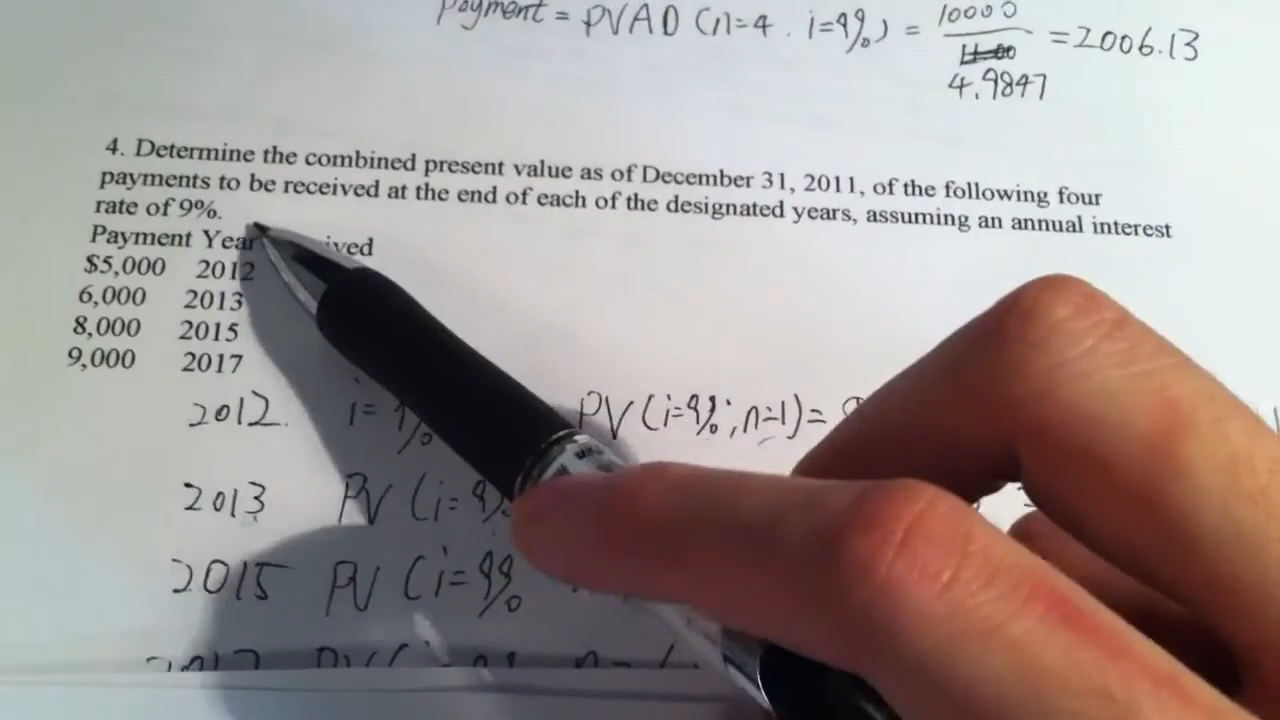 Payment = PVAD (n=4 . i=9%) = 10000 = 2006.13
4.9847
4. Determine the combined present value as of December 31, 2011, of the following four
payments to be received at the end of each of the designated years, assuming an annual interest
rate of 9%.
Payment Year
$5,000 2012
6,000 2013
8,000 2015
9,000 2017
2012. i= 9% PV (i=9%; n=1) =
2013 PV (i=9%
2015 PV (i=9%